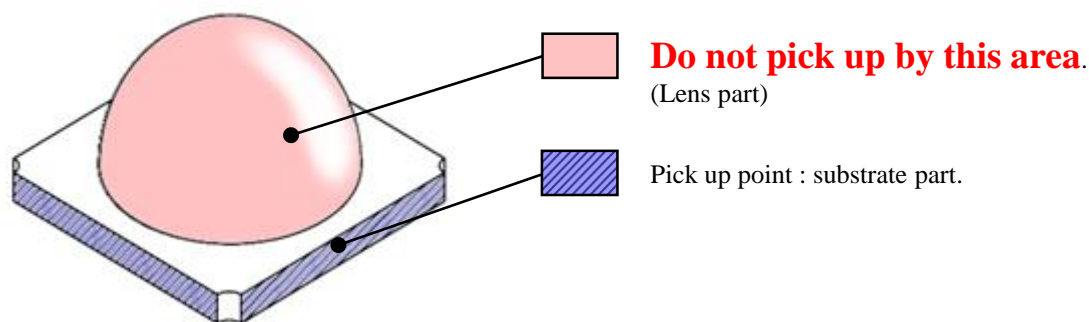 Do not pick up by this area.
(Lens part)
Pick up point : substrate part.